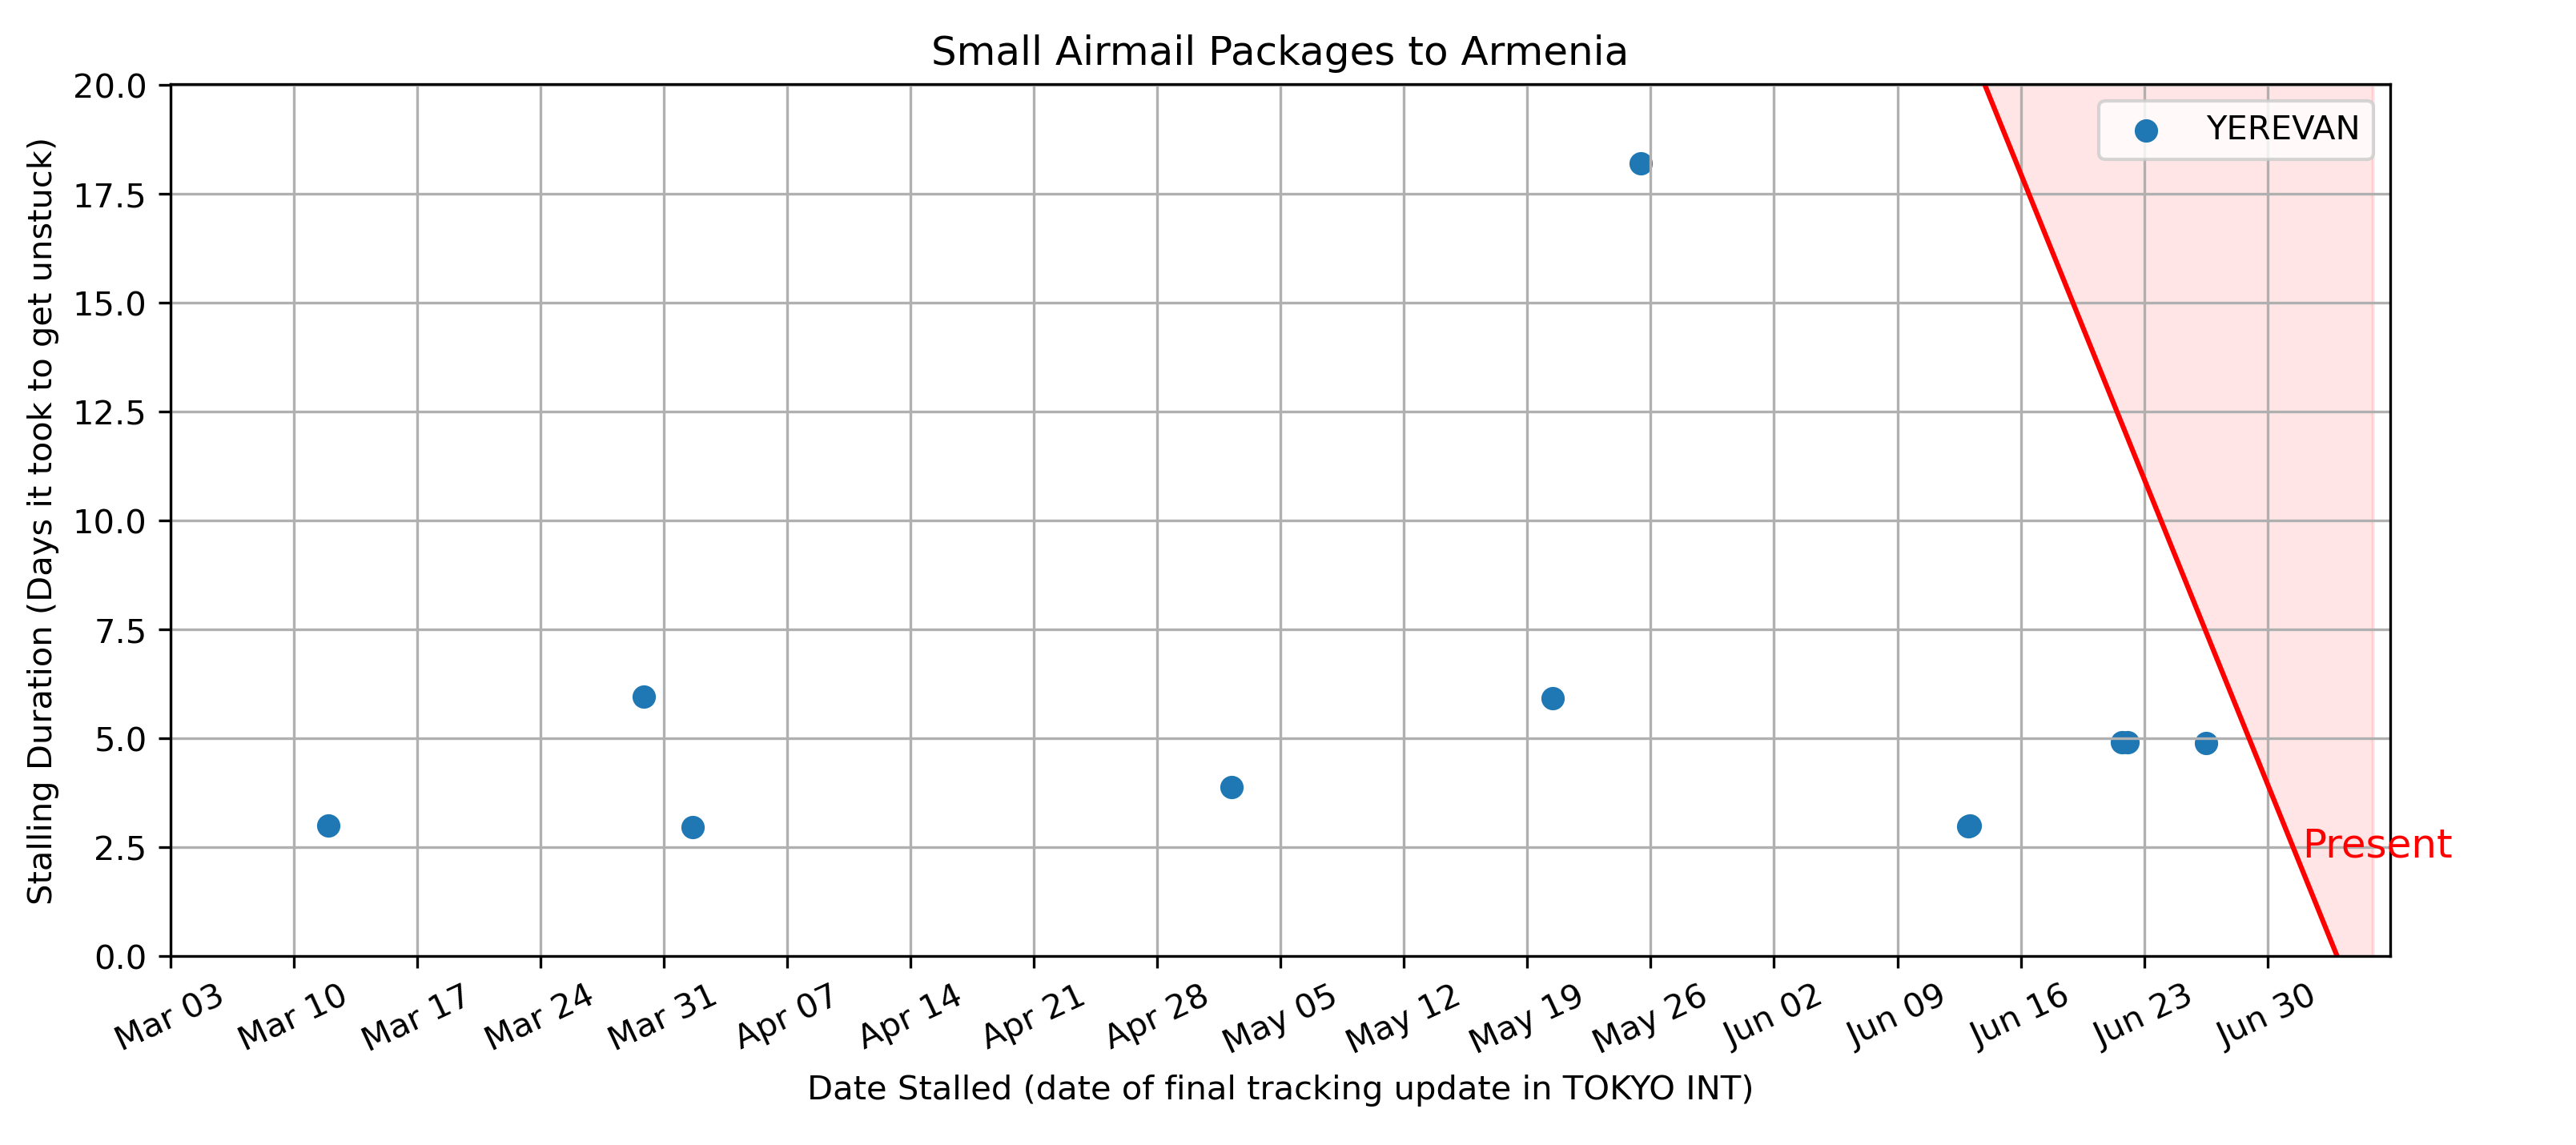 Small Airmail Packages to Armenia
YEREVAN
20.0
17.5
15.0
12.5
10.0
7.5
5.0
2.5
0.0
Stalling Duration (Days it took to get unstuck)
Present
Mar 03
Mar 10
Mar 17
Mar 24
Mar 31
Apr 07
Apr 14
Apr 21
Apr 28
May 05
May 12
May 19
May 26
Jun 02
Jun 09
Jun 16
Jun 23
Jun 30
Date Stalled (date of final tracking update in TOKYO INT)